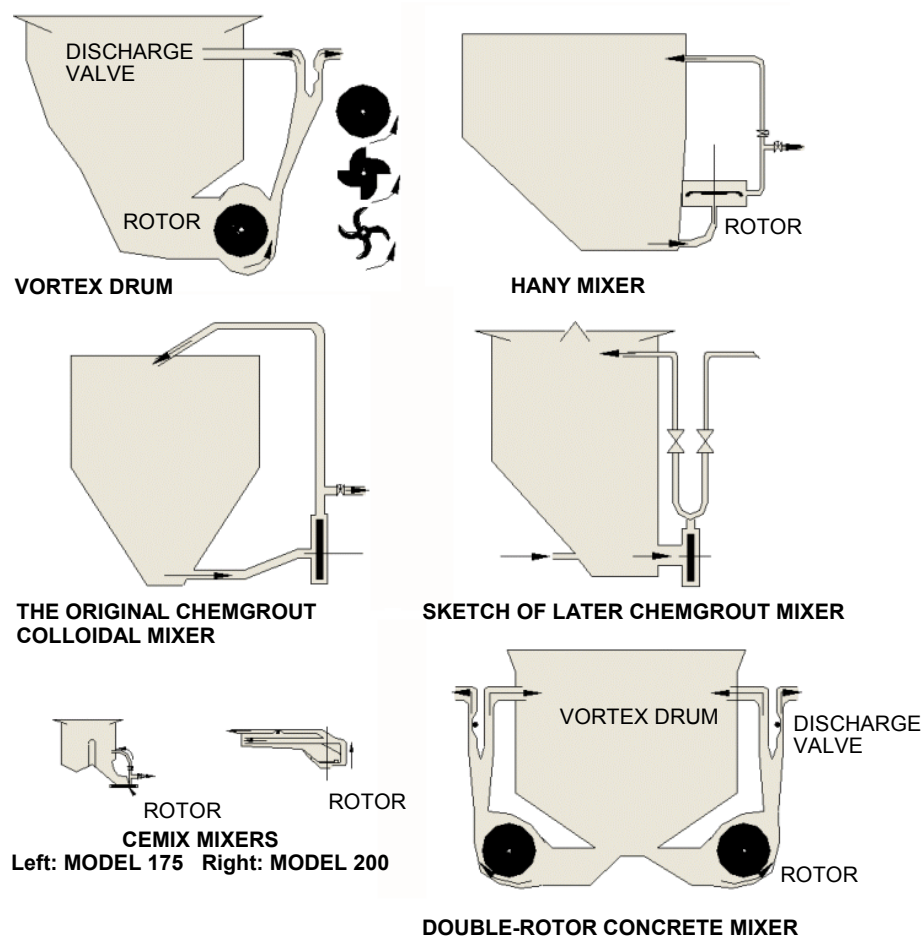 DISCHARGE
VALVE
ROTOR
VORTEX DRUM
ROTOR
HANY MIXER
THE ORIGINAL CHEMGROUT
COLLOIDAL MIXER
SKETCH OF LATER CHEMGROUT MIXER
ROTOR
ROTOR
CEMIX MIXERS
Left: MODEL 175 Right: MODEL 200
VORTEX DRUM
DISCHARGE
VALVE
ROTOR
DOUBLE-ROTOR CONCRETE MIXER